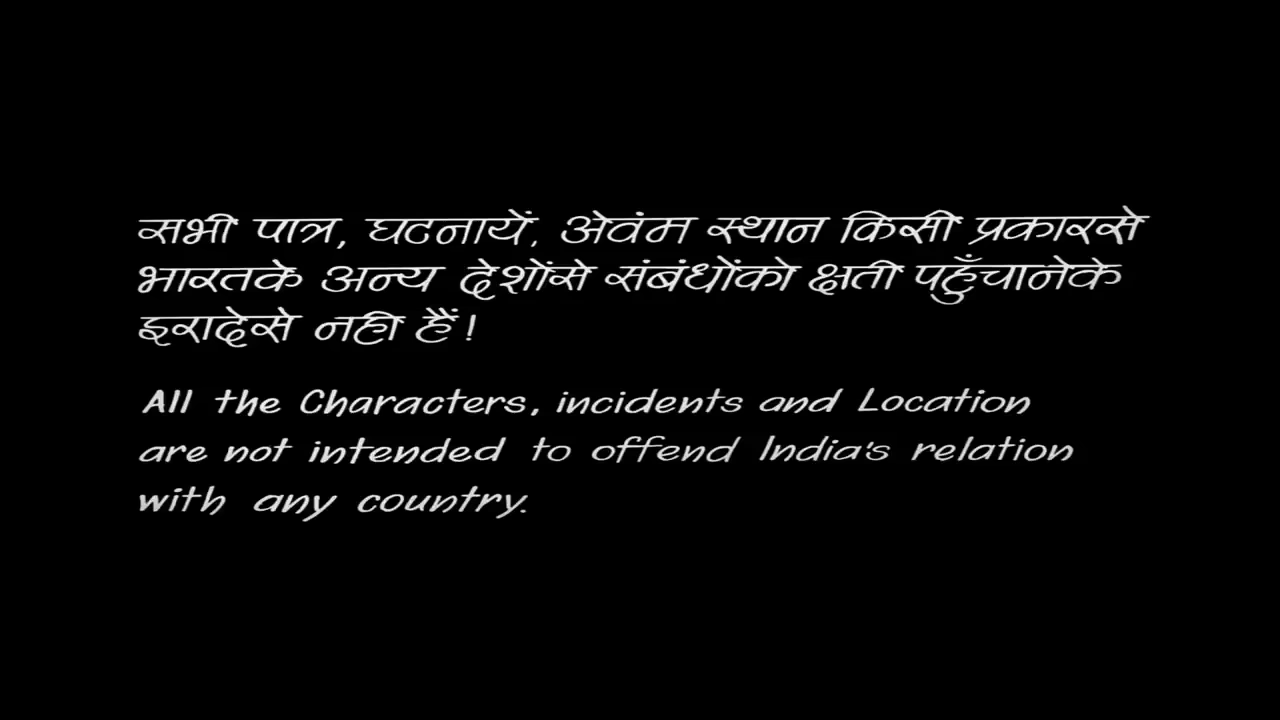 सभी पात्र, घटनायें, अेवंम स्थान किसी प्रकारसे
भारतके अन्य देशोंसे संबंधोंको क्षती पहुँचानेके
इरादेसे नही हैं!
All the Characters, incidents and Location
are not intended to offend India's relation
with any country.